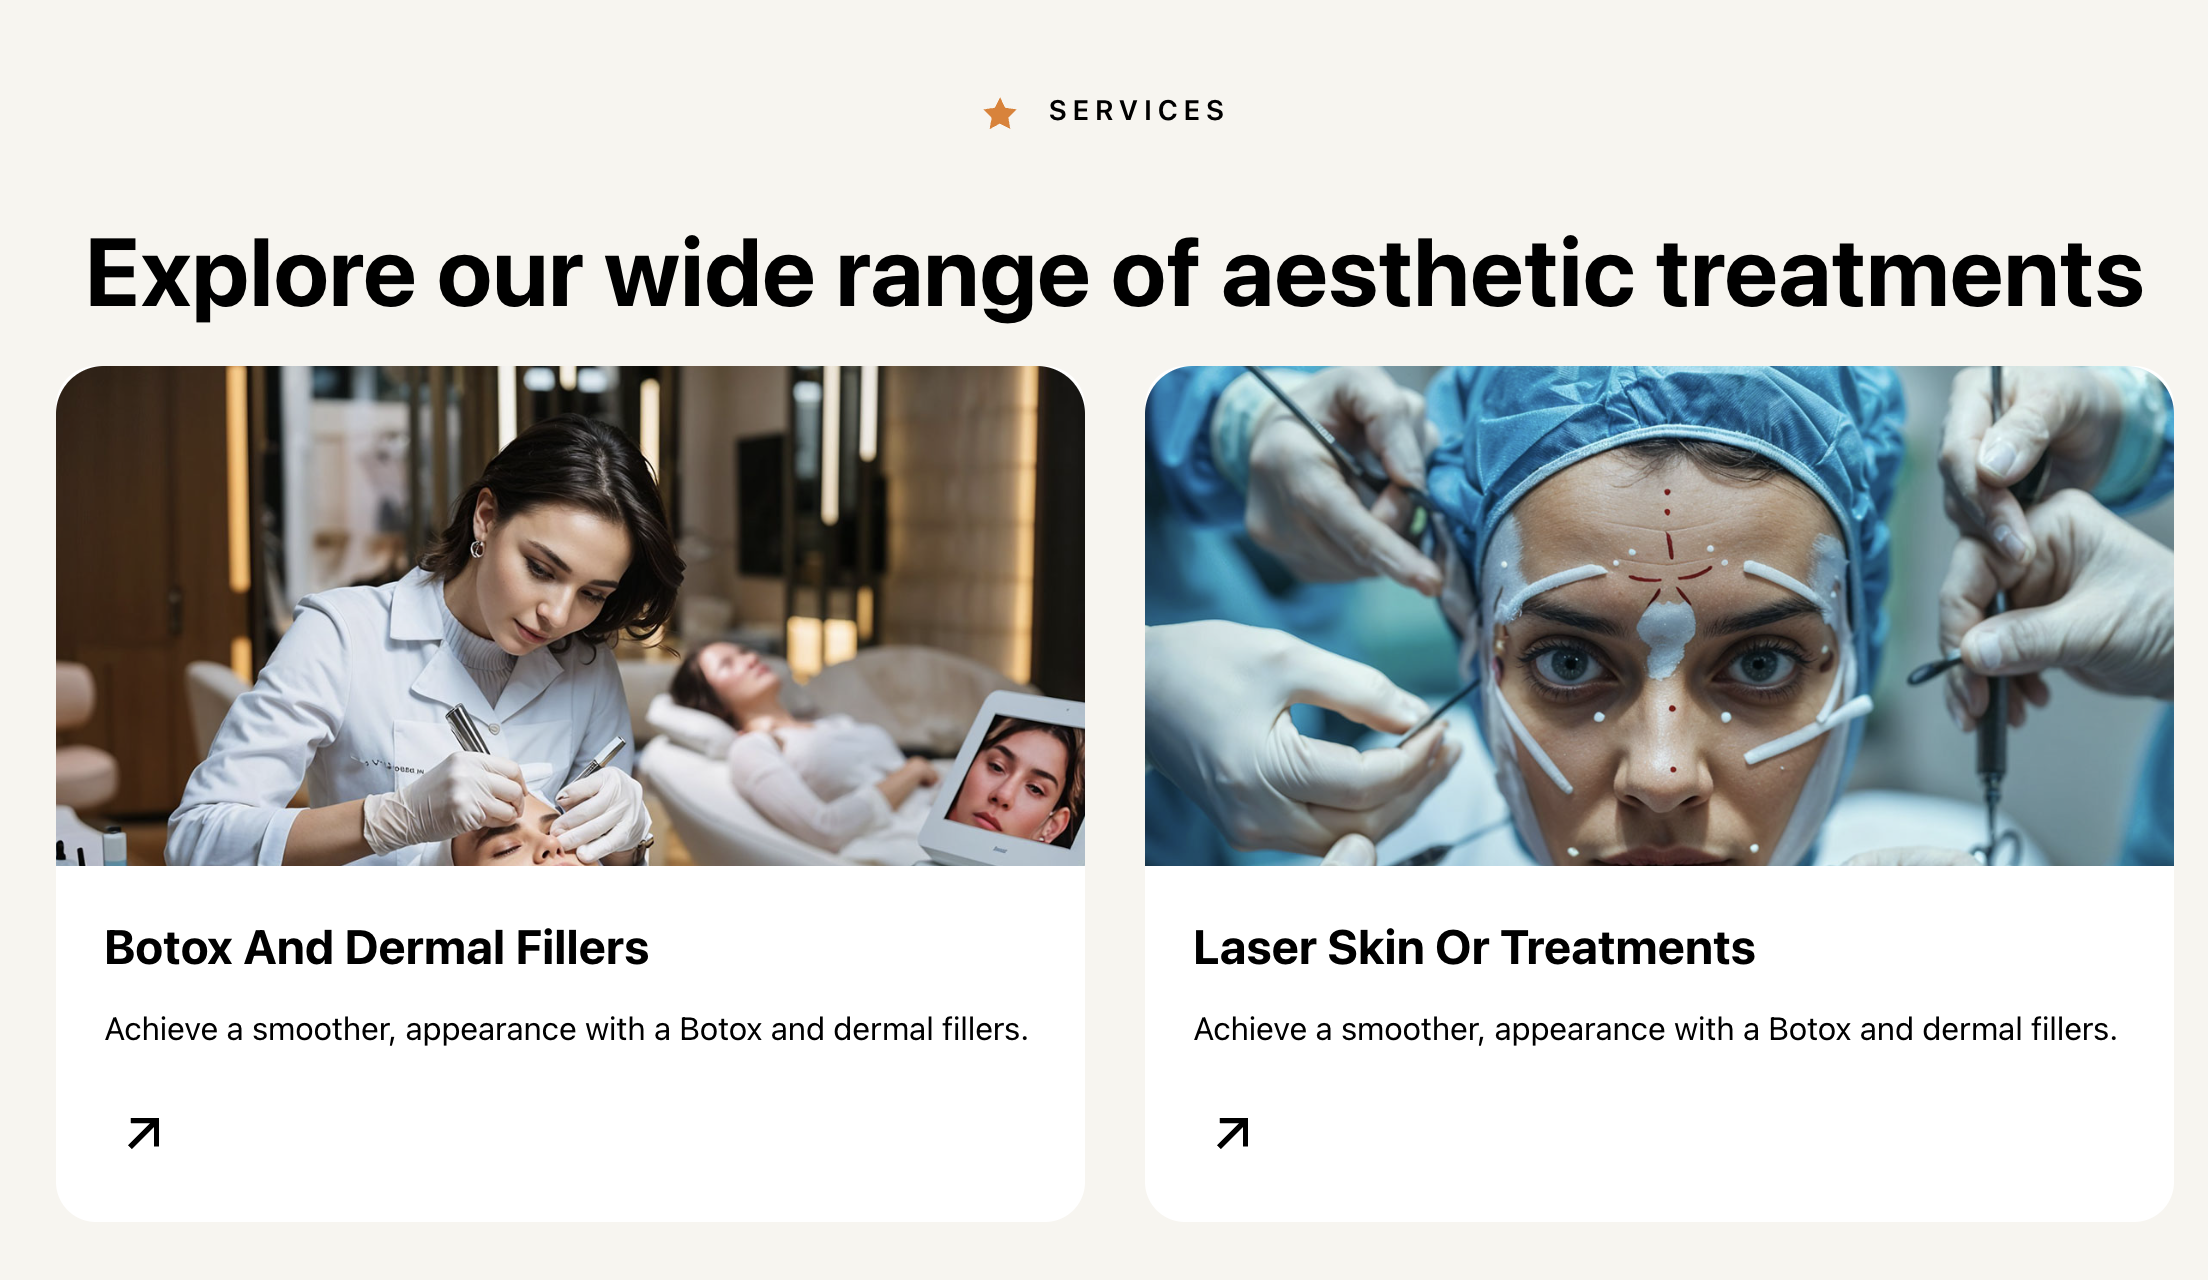 SERVICES
Explore our wide range of aesthetic treatments
Botox And Dermal Fillers
Achieve a smoother, appearance with a Botox and dermal fillers.
Laser Skin Or Treatments
Achieve a smoother, appearance with a Botox and dermal fillers.